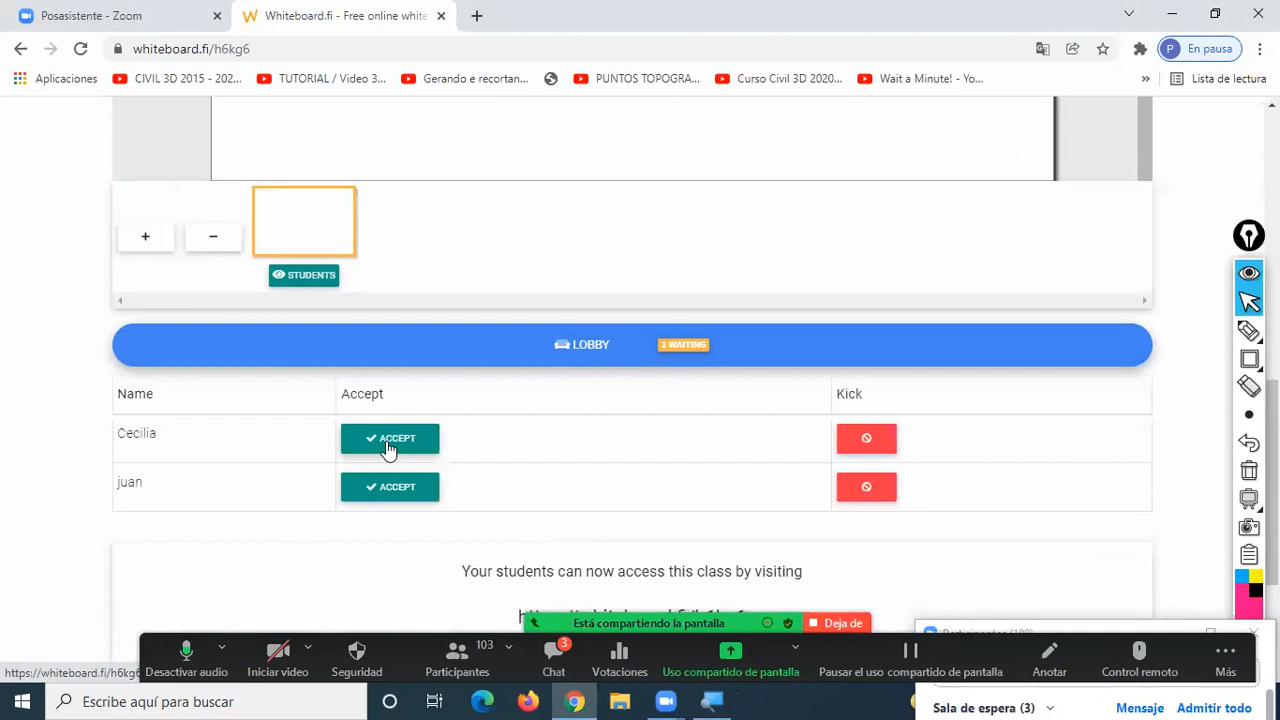 Posasistente - Zoom
Whiteboard.fi - Free online white
whiteboard.fi/h6kg6
P En pausa
Aplicaciones
CIVIL 3D 2015 - 202...
TUTORIAL / Video 3...
Gerando e recortan...
PUNTOS TOPOGRA...
Curso Civil 3D 2020...
Wait a Minute! - Yo...
»
Lista de lectura
+
−
STUDENTS
LOBBY
2 WAITING
Name
Accept
Kick
Cecilia
ACCEPT
juan
ACCEPT
Your students can now access this class by visiting
Está compartiendo la pantalla
Deja de
Desactivar audio
Iniciar video
Seguridad
Participantes
103
Chat
3
Votaciones
Uso compartido de pantalla
Pausar el uso compartido de pantalla
Anotar
Control remoto
Más
https://whiteboard.fi/h6kg6
Escribe aquí para buscar
Sala de espera (3)
Mensaje
Admitir todo